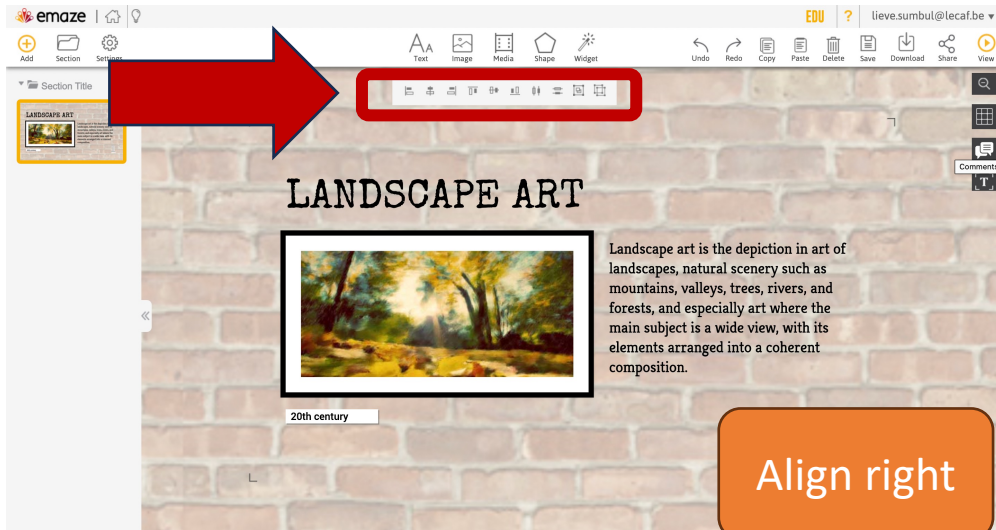 emaze
EDU ? lieve.sumbul@lecaf.be
Add Section Settings Text Image Media Shape Widget Undo Redo Copy Paste Delete Save Download Share View
Section Title
LANDSCAPE ART
Comments
T
LANDSCAPE ART
Landscape art is the depiction in art of
landscapes, natural scenery such as
mountains, valleys, trees, rivers, and
forests, and especially art where the
main subject is a wide view, with its
elements arranged into a coherent
composition.
20th century
Align right